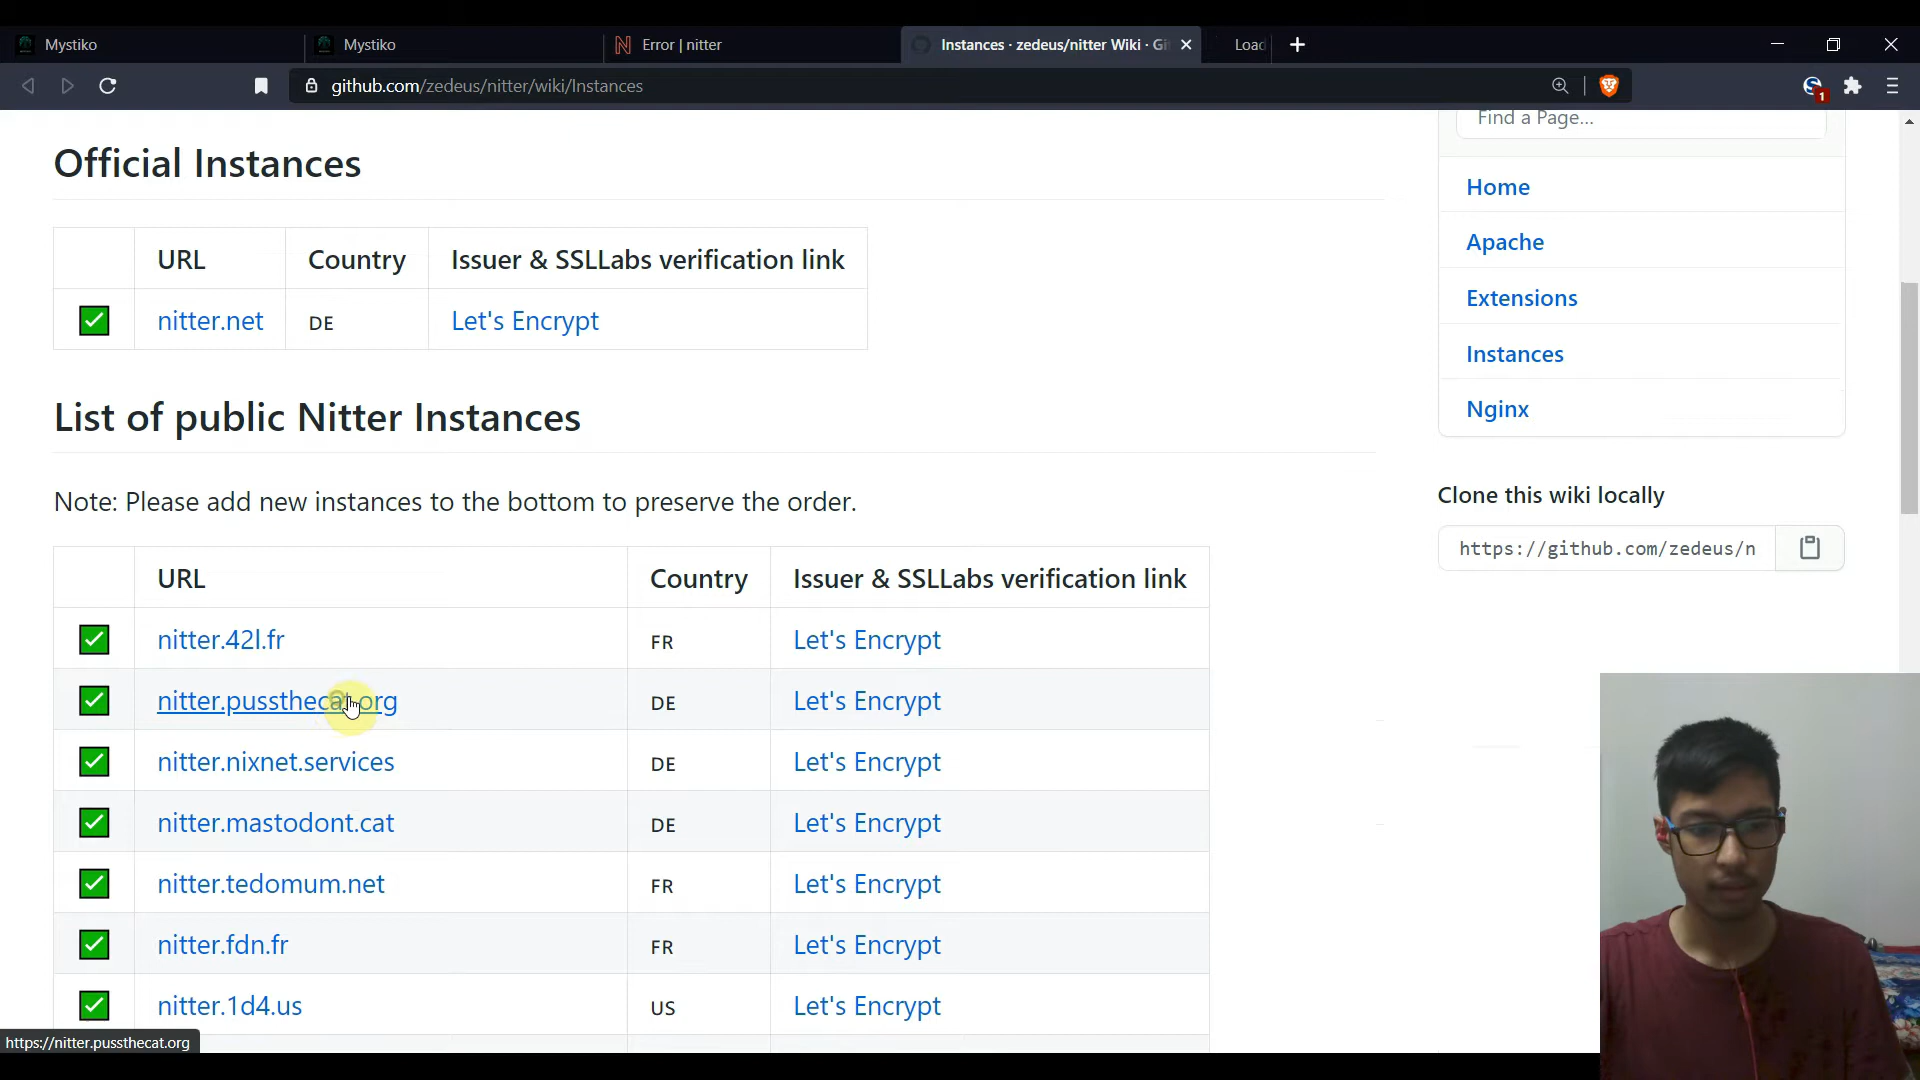 Mystiko
Mystiko
Error | nitter
Instances · zedeus/nitter Wiki · Gi
Load
github.com/zedeus/nitter/wiki/Instances
1
Find a Page...
Official Instances
Home
Apache
URL Country Issuer & SSLLabs verification link
Extensions
nitter.net DE Let's Encrypt
Instances
List of public Nitter Instances
Nginx
Note: Please add new instances to the bottom to preserve the order.
Clone this wiki locally
https://github.com/zedeus/n
URL Country Issuer & SSLLabs verification link
nitter.42l.fr FR Let's Encrypt
nitter.pussthecat.org DE Let's Encrypt
nitter.nixnet.services DE Let's Encrypt
nitter.mastodont.cat DE Let's Encrypt
nitter.tedomum.net FR Let's Encrypt
nitter.fdn.fr FR Let's Encrypt
nitter.1d4.us US Let's Encrypt
https://nitter.pussthecat.org